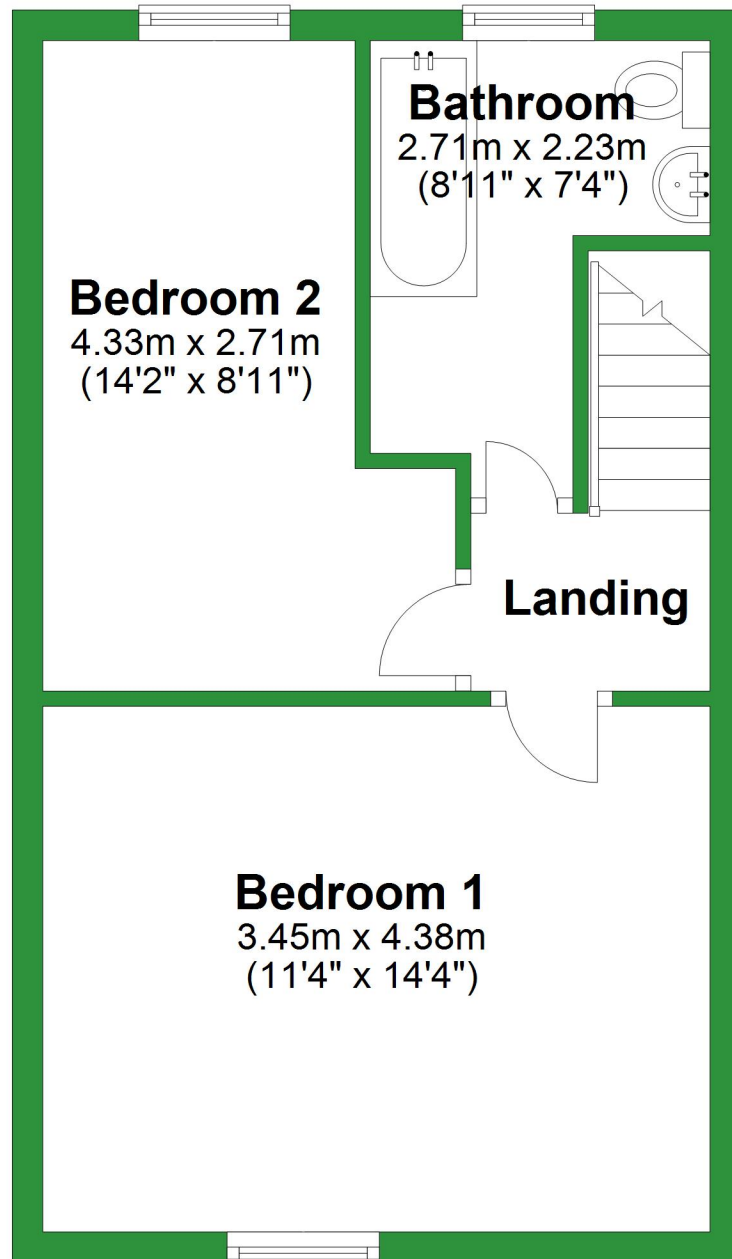 Bathroom
2.71m x 2.23m
(8'11" x 7'4")
Bedroom 2
4.33m x 2.71m
(14'2" x 8'11")
Landing
Bedroom 1
3.45m x 4.38m
(11'4" x 14'4")